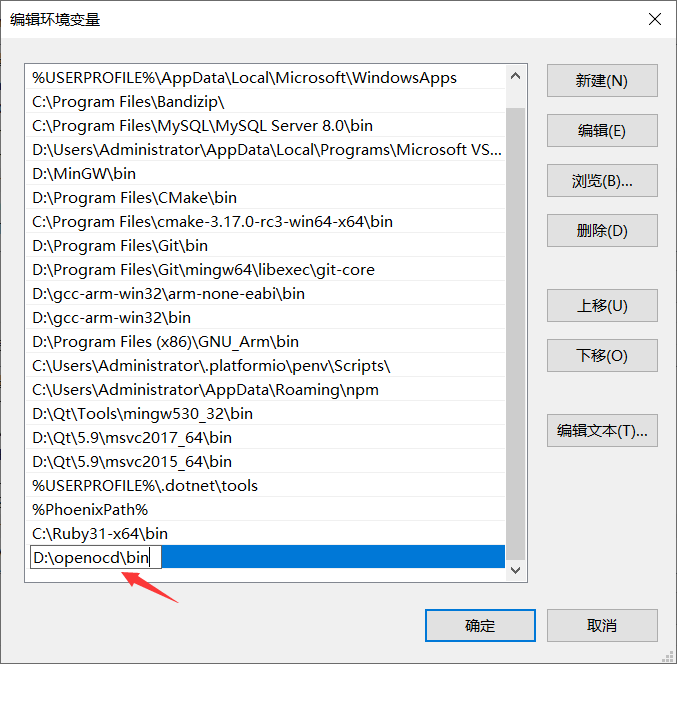 编辑环境变量
%USERPROFILE%\AppData\Local\Microsoft\WindowsApps
C:\Program Files\Bandizip\
C:\Program Files\MySQL\MySQL Server 8.0\bin
D:\Users\Administrator\AppData\Local\Programs\Microsoft VS...
D:\MinGW\bin
D:\Program Files\CMake\bin
C:\Program Files\cmake-3.17.0-rc3-win64-x64\bin
D:\Program Files\Git\bin
D:\Program Files\Git\mingw64\libexec\git-core
D:\gcc-arm-win32\arm-none-eabi\bin
D:\gcc-arm-win32\bin
D:\Program Files (x86)\GNU_Arm\bin
C:\Users\Administrator\.platformio\penv\Scripts\
C:\Users\Administrator\AppData\Roaming\npm
D:\Qt\Tools\mingw530_32\bin
D:\Qt\5.9\msvc2017_64\bin
D:\Qt\5.9\msvc2015_64\bin
%USERPROFILE%\.dotnet\tools
%PhoenixPath%
C:\Ruby31-x64\bin
D:\openocd\bin
新建(N)
编辑(E)
浏览(B)...
删除(D)
上移(U)
下移(O)
编辑文本(T)...
确定
取消